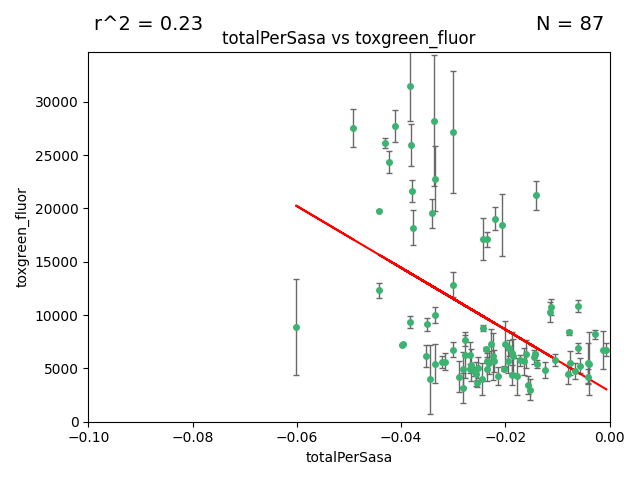 r^2 = 0.23 N = 87
totalPerSasa vs toxgreen_fluor
30000
25000
20000
15000
10000
5000
0
toxgreen_fluor
−0.10 −0.08 −0.06 −0.04 −0.02 0.00
totalPerSasa